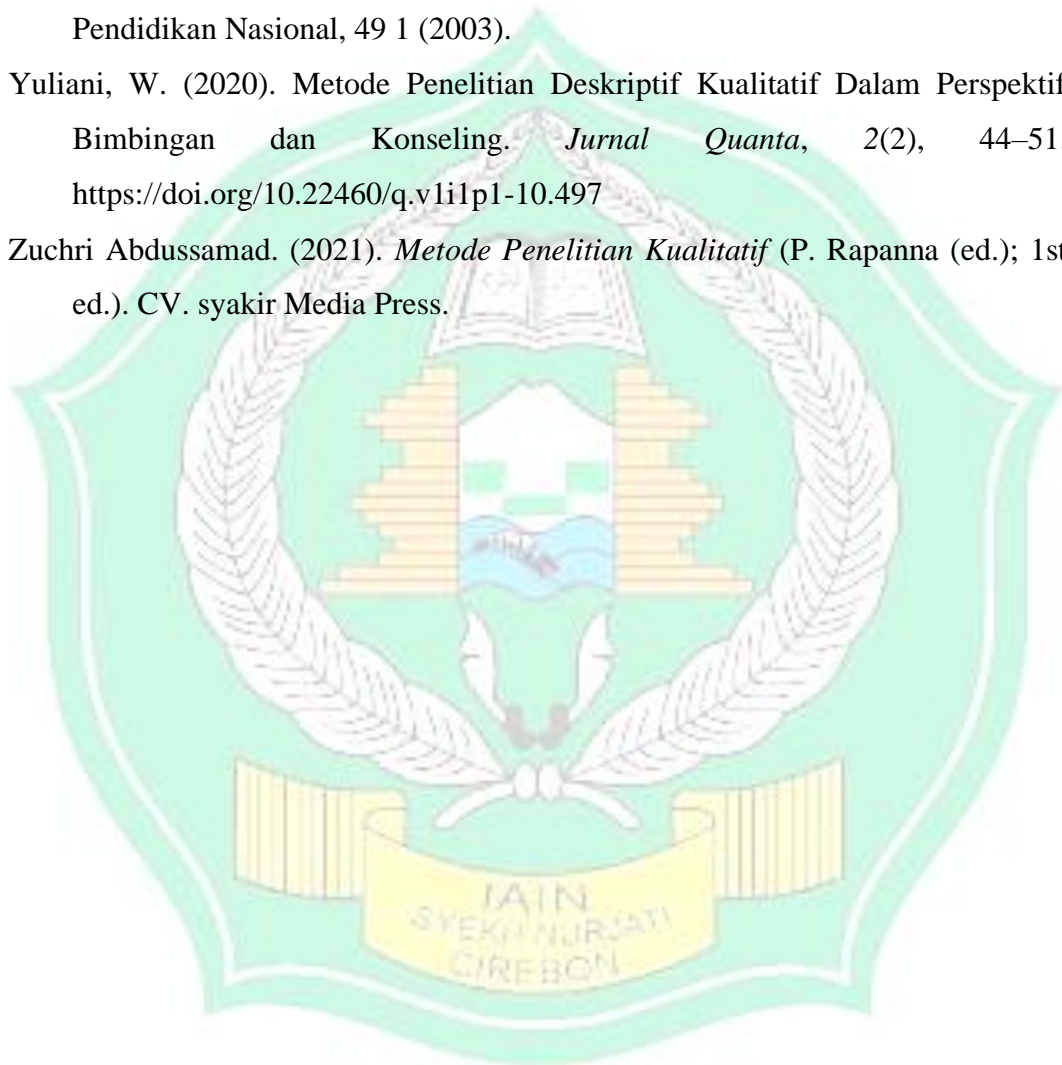 Pendidikan Nasional, 49 1 (2003).
Yuliani, W. (2020). Metode Penelitian Deskriptif Kualitatif Dalam Perspektif
Bimbingan dan Konseling. Jurnal Quanta, 2(2), 44–51.
https://doi.org/10.22460/q.v1i1p1-10.497
Zuchri Abdussamad. (2021). Metode Penelitian Kualitatif (P. Rapanna (ed.); 1st
ed.). CV. syakir Media Press.
IAIN
SYEKH NURJATI
CIREBON